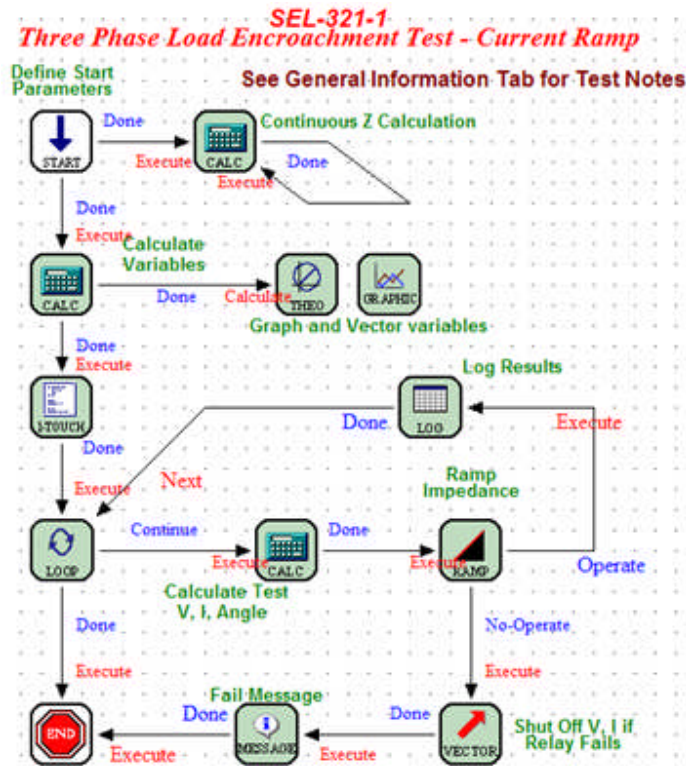 SEL-321-1
Three Phase Load Encroachment Test - Current Ramp
Define Start
Parameters
See General Information Tab for Test Notes
START
Done
Execute
CALC
Continuous Z Calculation
Done
Execute
Done
Execute
CALC
Calculate
Variables
Done
Calculate
THEO
GRAPHIC
Graph and Vector variables
Done
Execute
I-TOUCH
Done
Execute
Log Results
LOG
Done
Execute
Next
Ramp
Impedance
LOOP
Continue
Execute
CALC
Done
Execute
RAMP
Operate
Calculate Test
V, I, Angle
Done
Execute
No-Operate
Execute
Fail Message
END
Done
Execute
MESSAGE
Done
Execute
VECTOR
Shut Off V, I if
Relay Fails